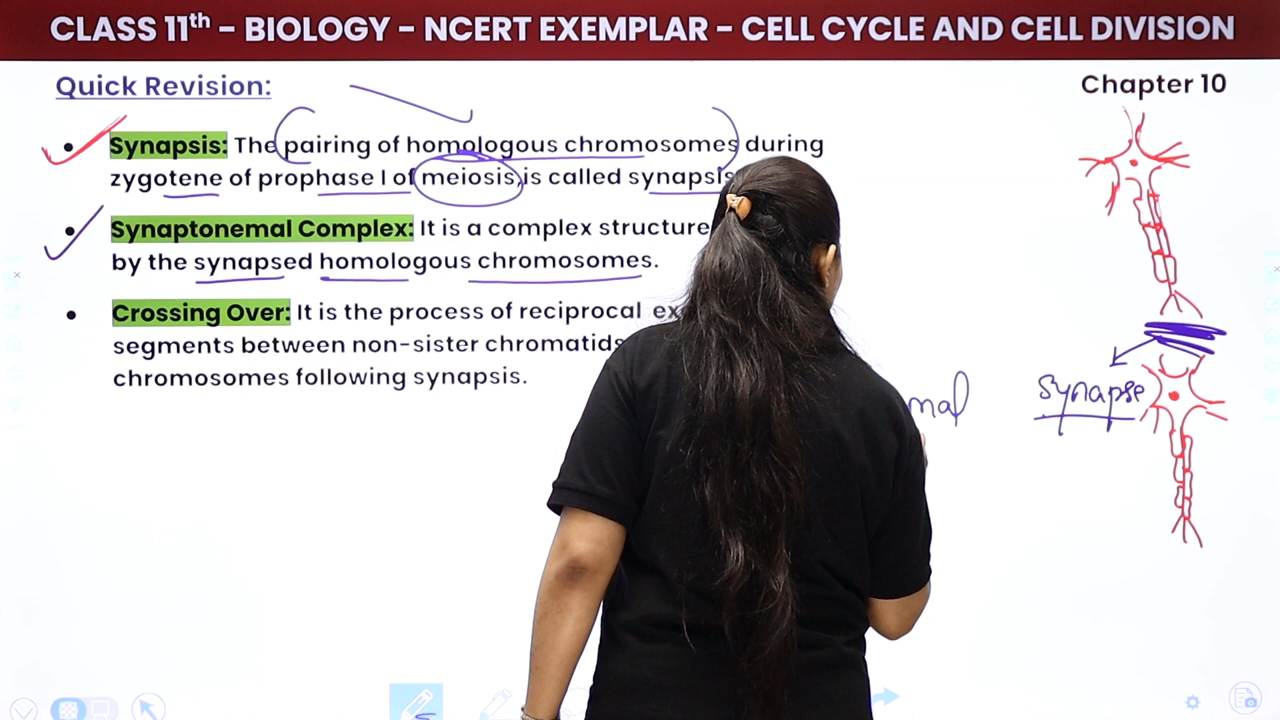 CLASS 11th - BIOLOGY - NCERT EXEMPLAR - CELL CYCLE AND CELL DIVISION
Quick Revision:
Chapter 10
• Synapsis: The pairing of homologous chromosomes during
zygotene of prophase I of meiosis, is called synapsis
• Synaptonemal Complex: It is a complex structure
by the synapsed homologous chromosomes.
• Crossing Over: It is the process of reciprocal
segments between non-sister chromatids
chromosomes following synapsis.
synapse